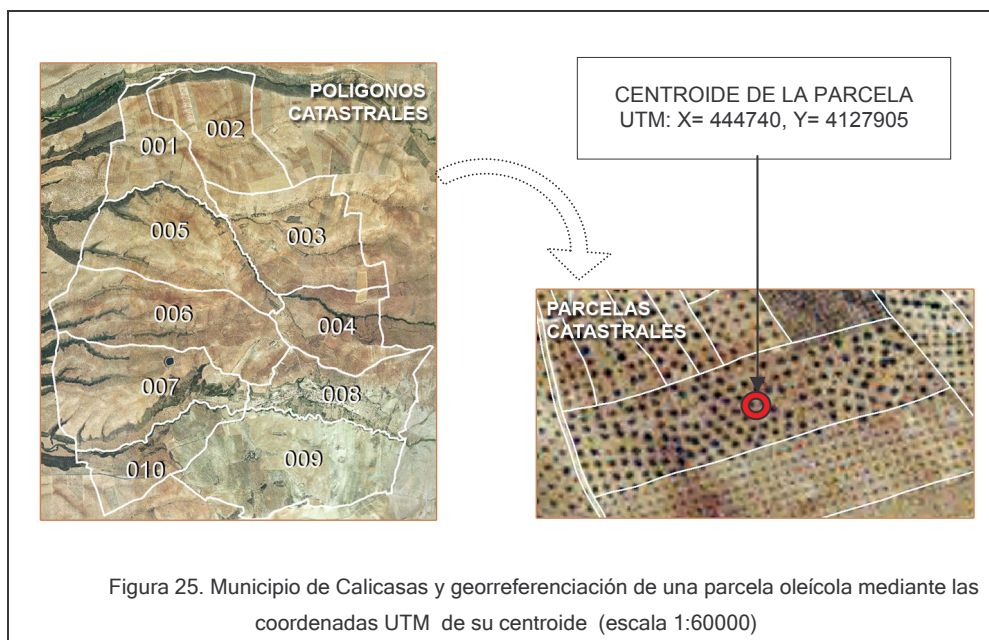 POLIGONOS
CATASTRALES
002
001
005
003
006
004
007
008
009
010
CENTROIDE DE LA PARCELA
UTM: X= 444740, Y= 4127905
PARCELAS
CATASTRALES
Figura 25. Municipio de Calicasas y georreferenciación de una parcela oleícola mediante las
coordenadas UTM de su centroide (escala 1:60000)